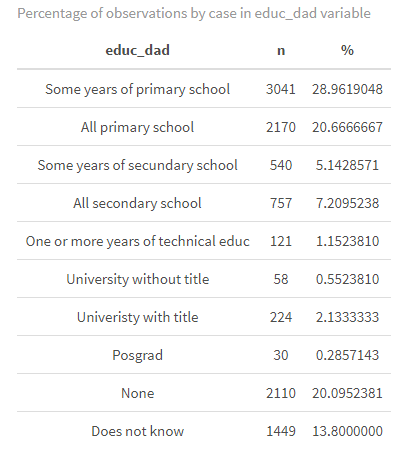 Percentage of observations by case in educ_dad variable
educ_dad n %
Some years of primary school 3041 28.9619048
All primary school 2170 20.6666667
Some years of secundary school 540 5.1428571
All secondary school 757 7.2095238
One or more years of technical educ 121 1.1523810
University without title 58 0.5523810
Univeristy with title 224 2.1333333
Posgrad 30 0.2857143
None 2110 20.0952381
Does not know 1449 13.8000000